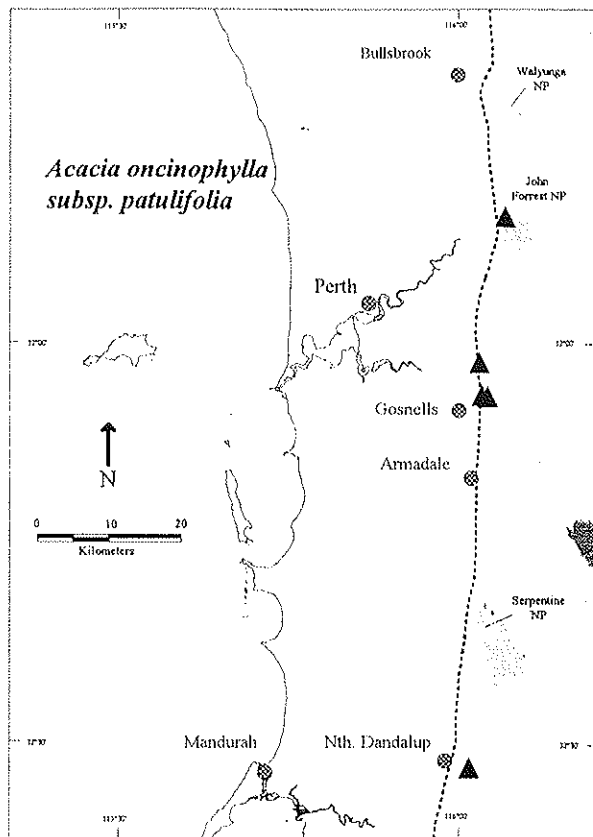 Bullsbrook
Walyunga
NP
Acacia oncinophylla
subsp. patulifolia
John
Forrest NP
Perth
Gosnells
Armadale
N
0 10 20
Kilometers
Serpentine
NP
Mandurah
Nth. Dandalup